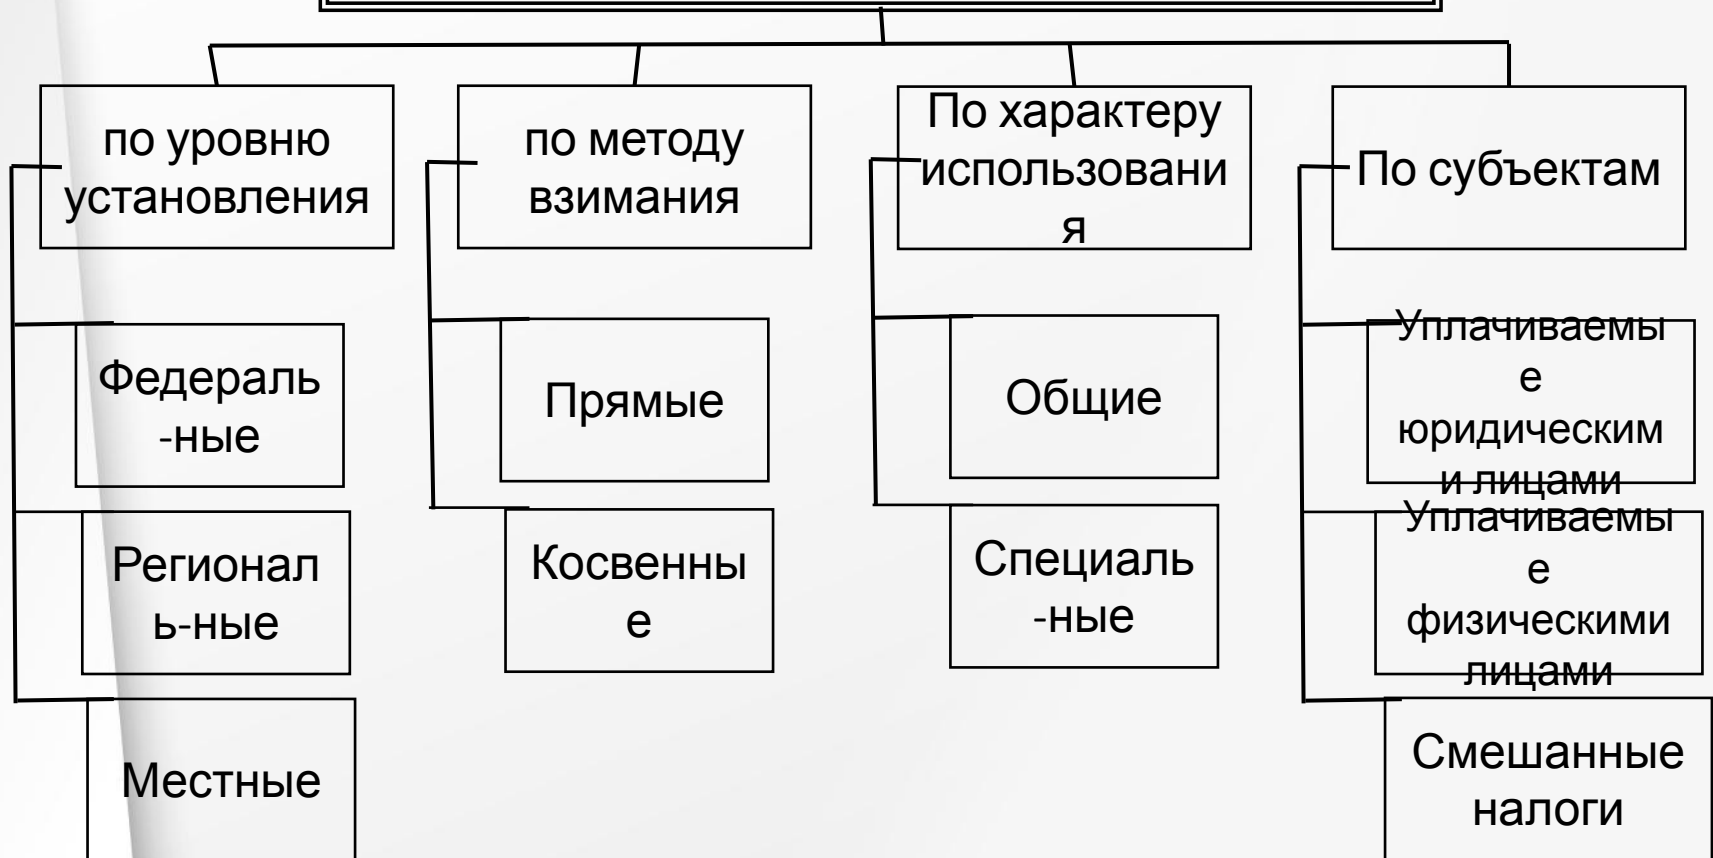 по уровню
установления
по методу
взимания
По характеру
использовани
я
По субъектам
Федераль
-ные
Прямые
Общие
Уплачиваемы
е
юридическим
и лицами
Регионал
ь-ные
Косвенны
е
Специаль
-ные
Уплачиваемы
е
физическими
лицами
Местные
Смешанные
налоги